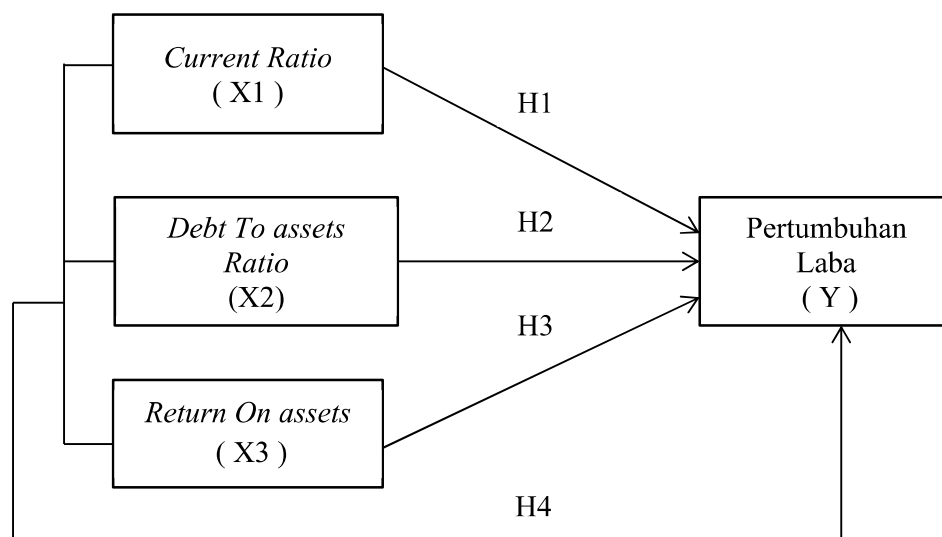 Current Ratio
( X1 )
H1
Debt To assets
Ratio
(X2)
H2
Pertumbuhan
Laba
( Y )
H3
Return On assets
( X3 )
H4